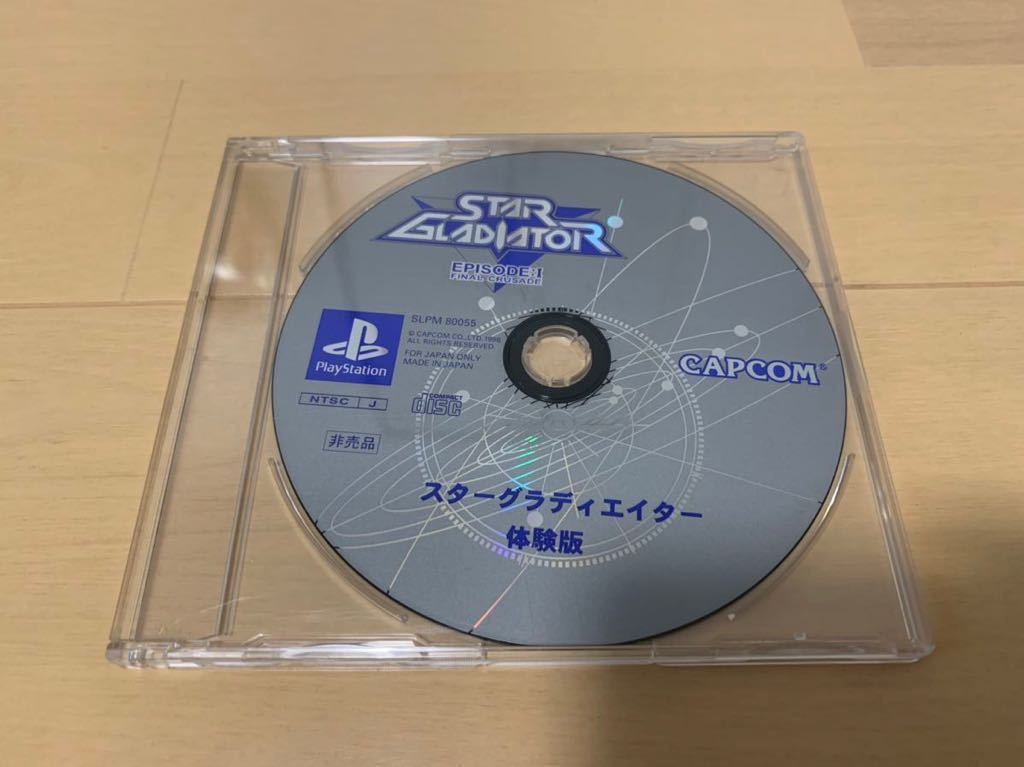 STAR
GLADIATOR
EPISODE:I
FINAL CRUSADE
SLPM 80055
© CAPCOM CO., LTD. 1996
ALL RIGHTS RESERVED.
FOR JAPAN ONLY
MADE IN JAPAN
PlayStation
NTSC J
COMPACT
disc
非売品
CAPCOM®
スターグラディエイター
体験版